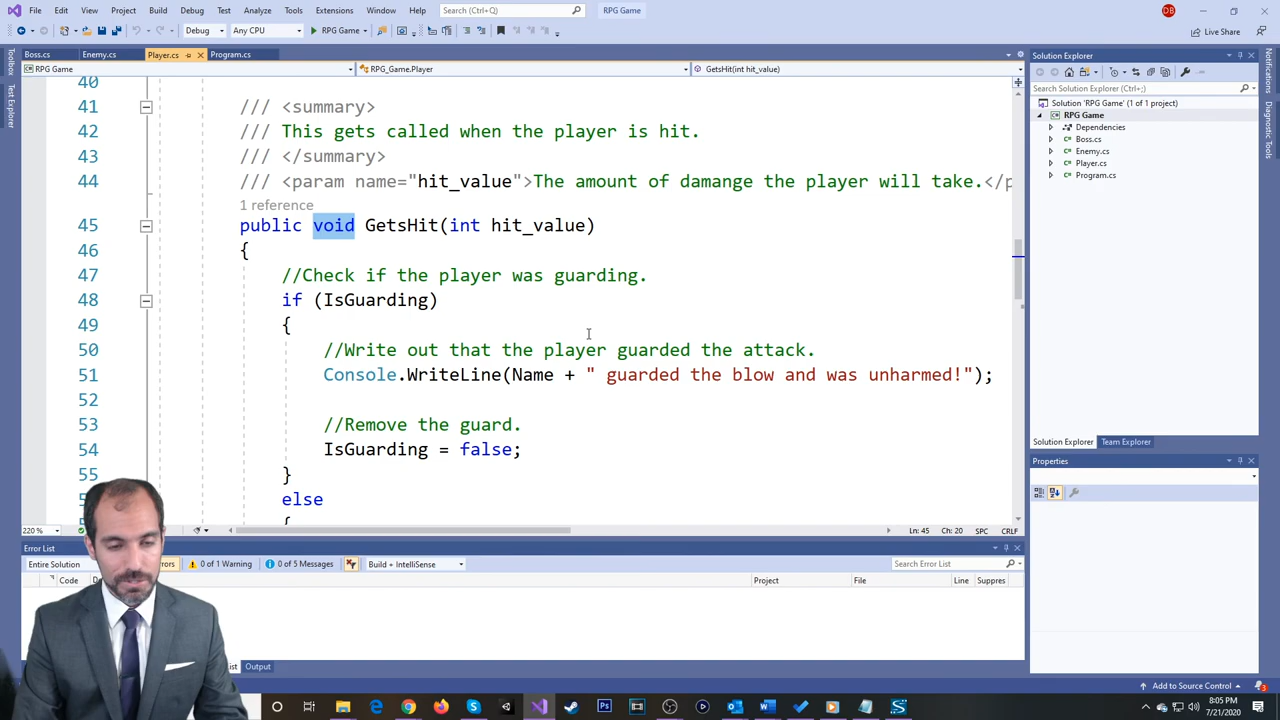 File Edit View Project Build Debug Test Analyze Tools Extensions Window Help Search (Ctrl+Q) RPG Game DB
Debug Any CPU RPG Game Live Share
Boss.cs Enemy.cs Player.cs Program.cs
RPG Game RPG_Game.Player GetsHit(int hit_value)
Toolbox
Test Explorer
Notifications
Diagnostic Tools
40
41 /// <summary>
42 /// This gets called when the player is hit.
43 /// </summary>
44 /// <param name="hit_value">The amount of damange the player will take.</p
1 reference
45 public void GetsHit(int hit_value)
46 {
47 //Check if the player was guarding.
48 if (IsGuarding)
49 {
50 //Write out that the player guarded the attack.
51 Console.WriteLine(Name + " guarded the blow and was unharmed!");
52
53 //Remove the guard.
54 IsGuarding = false;
55 }
else
{
220 % Ln: 45 Ch: 20 SPC CRLF
Solution Explorer
Search Solution Explorer (Ctrl+;)
Solution 'RPG Game' (1 of 1 project)
RPG Game
Dependencies
Boss.cs
Enemy.cs
Player.cs
Program.cs
Solution Explorer Team Explorer
Properties
Error List
Entire Solution 0 of 1 Warning 0 of 5 Messages Build + IntelliSense Search Error List
Code Project File Line Suppres
Output
Add to Source Control 3
8:05 PM
7/21/2020